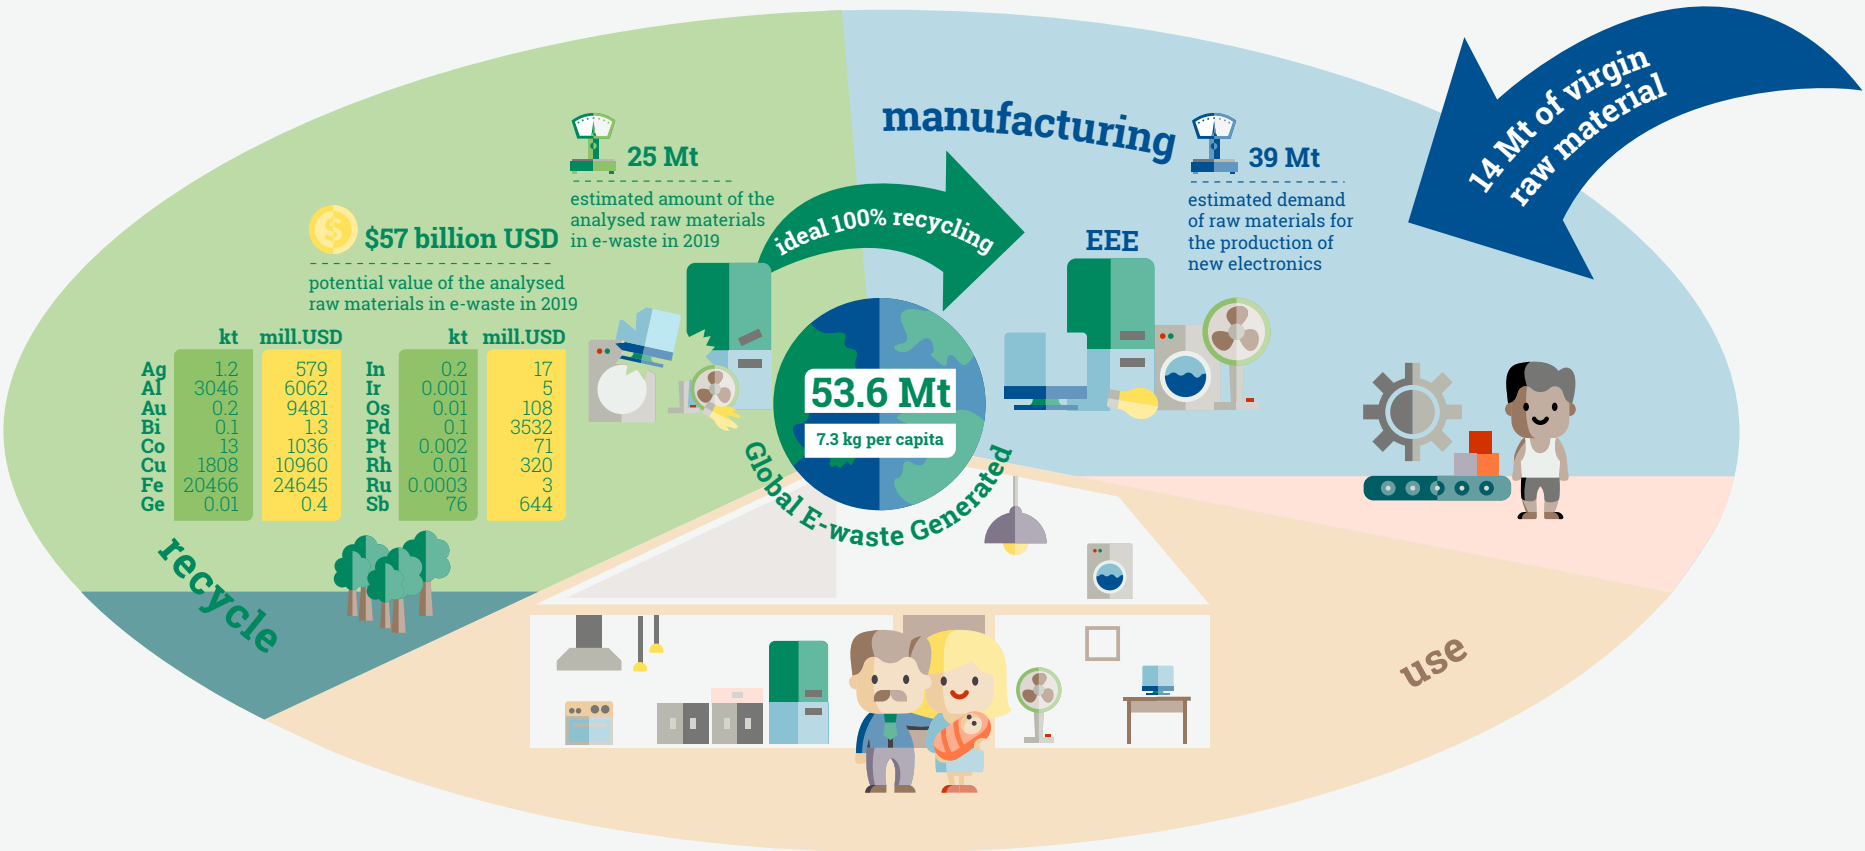 25 Mt
estimated amount of the
analysed raw materials
in e-waste in 2019
$57 billion USD
potential value of the analysed
raw materials in e-waste in 2019
kt mill.USD
Ag 1.2 579
Al 3046 6062
Au 0.2 9481
Bi 0.1 1.3
Co 13 1036
Cu 1808 10960
Fe 20466 24645
Ge 0.01 0.4
kt mill.USD
In 0.2 17
Ir 0.001 5
Os 0.01 108
Pd 0.1 3532
Pt 0.002 71
Rh 0.01 320
Ru 0.0003 3
Sb 76 644
recycle
ideal 100% recycling
manufacturing
39 Mt
estimated demand
of raw materials for
the production of
new electronics
EEE
14 Mt of virgin
raw material
53.6 Mt
7.3 kg per capita
Global E-waste Generated
use